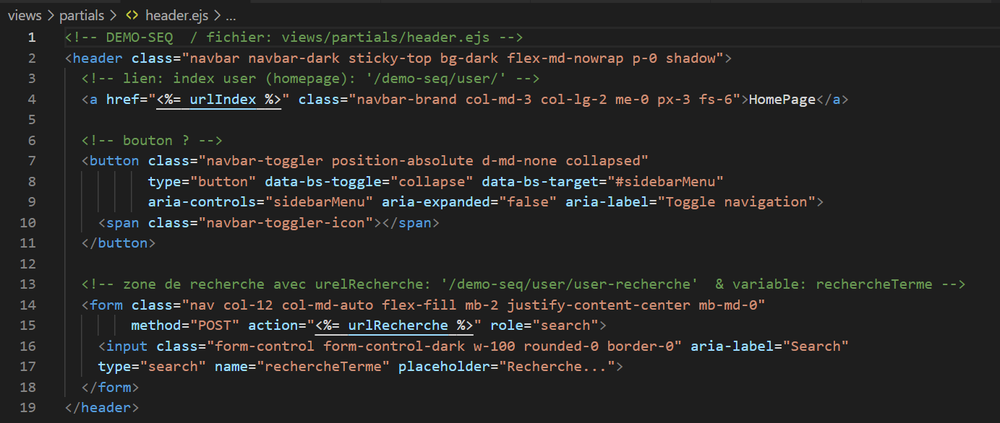 views > partials > <> header.ejs > ...
1 <!-- DEMO-SEQ  / fichier: views/partials/header.ejs -->
2 <header class="navbar navbar-dark sticky-top bg-dark flex-md-nowrap p-0 shadow">
3   <!-- lien: index user (homepage): '/demo-seq/user/' -->
4   <a href="<%= urlIndex %>" class="navbar-brand col-md-3 col-lg-2 me-0 px-3 fs-6">HomePage</a>
5
6   <!-- bouton ? -->
7   <button class="navbar-toggler position-absolute d-md-none collapsed"
8           type="button" data-bs-toggle="collapse" data-bs-target="#sidebarMenu"
9           aria-controls="sidebarMenu" aria-expanded="false" aria-label="Toggle navigation">
10     <span class="navbar-toggler-icon"></span>
11   </button>
12
13   <!-- zone de recherche avec urelRecherche: '/demo-seq/user/user-recherche'  & variable: rechercheTerme -->
14   <form class="nav col-12 col-md-auto flex-fill mb-2 justify-content-center mb-md-0"
15         method="POST" action="<%= urlRecherche %>" role="search">
16     <input class="form-control form-control-dark w-100 rounded-0 border-0" aria-label="Search"
17     type="search" name="rechercheTerme" placeholder="Recherche...">
18   </form>
19 </header>